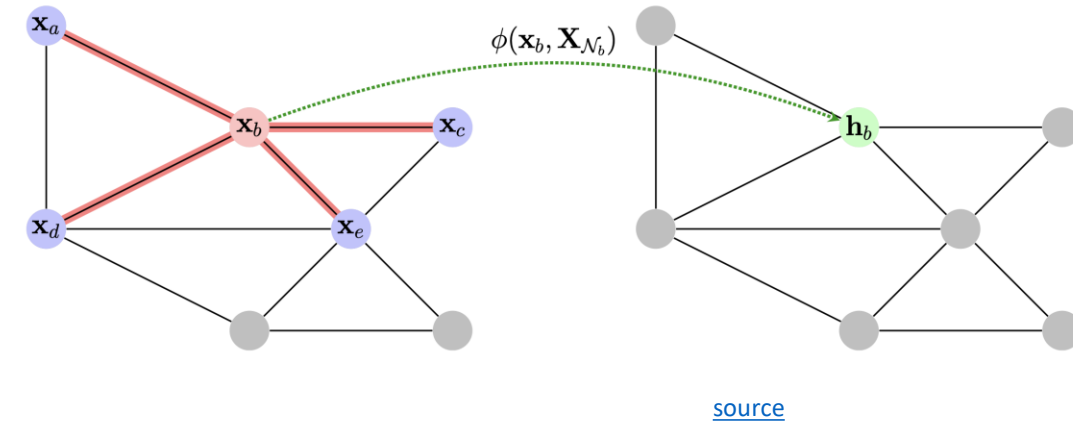 x_a
ϕ(x_b, X_{𝒩_b})
x_b
x_c
h_b
x_d
x_e
source